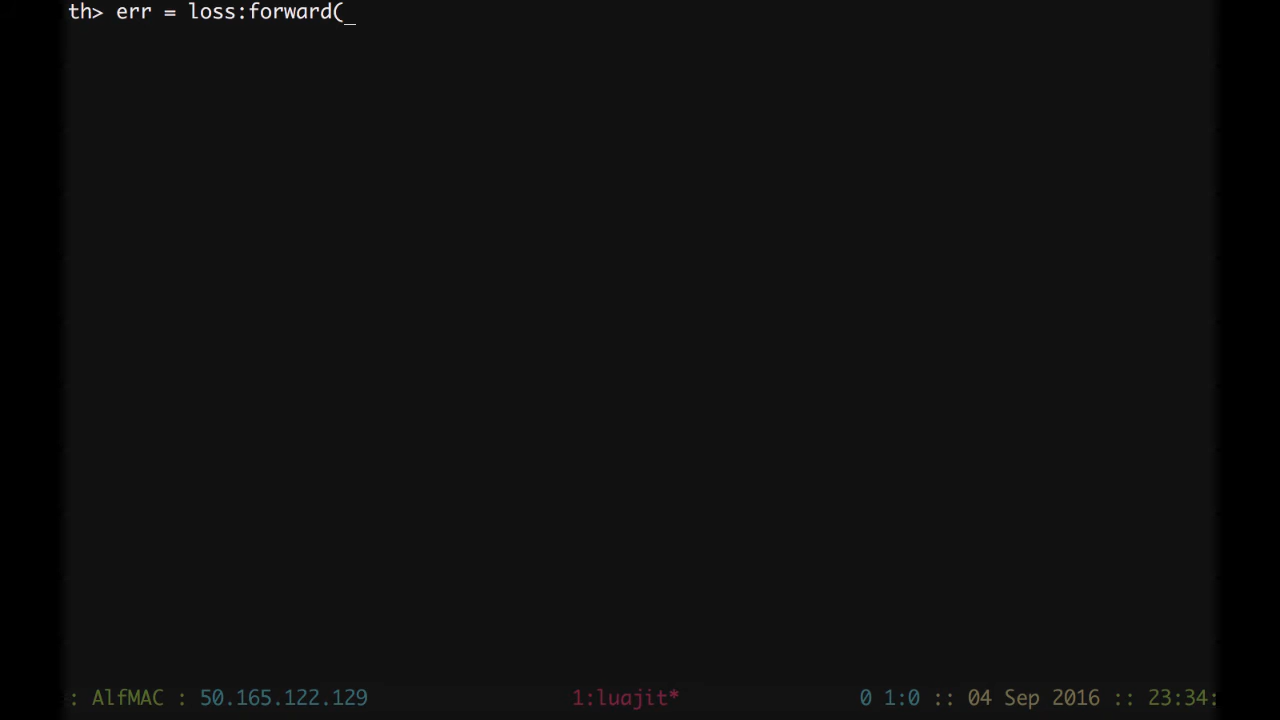 th> err = loss:forward(_
: AlfMAC : 50.165.122.129 1:luajit* 0 1:0 :: 04 Sep 2016 :: 23:34: